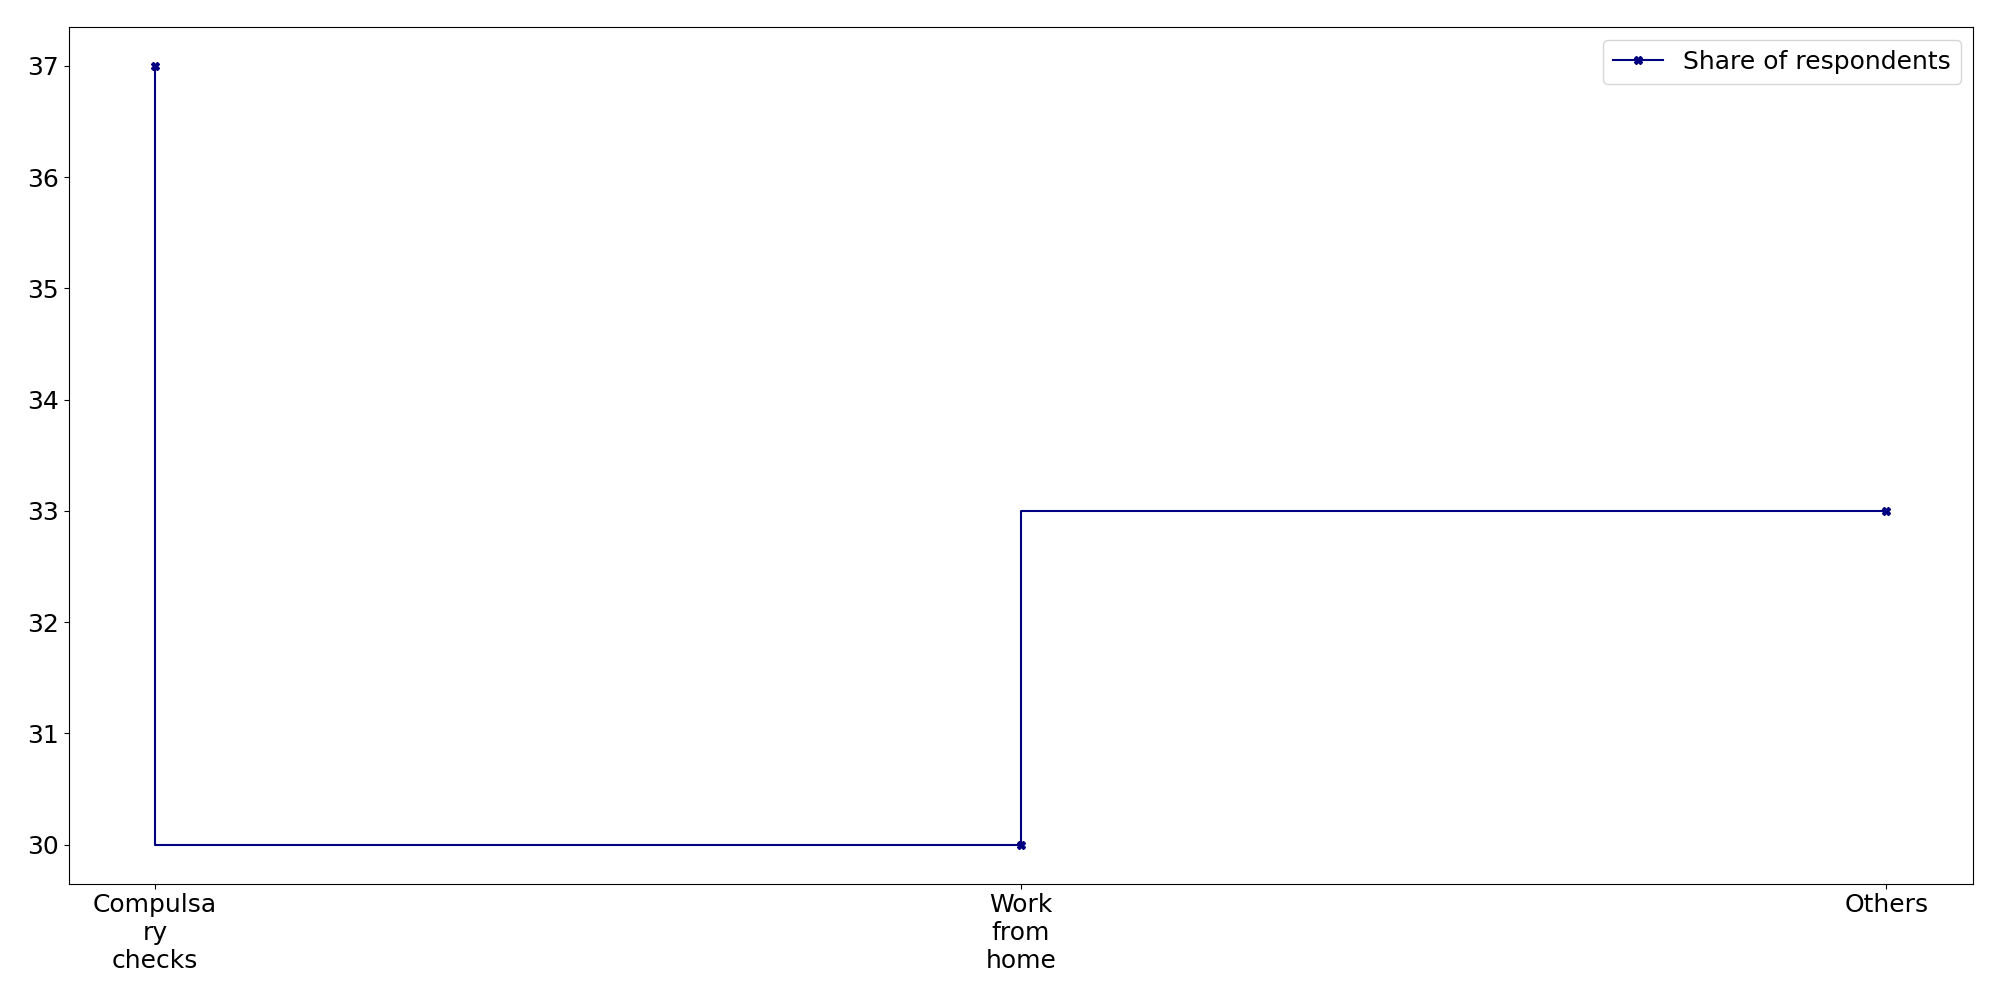 37
36
35
34
33
32
31
30
Share of respondents
Compulsa
ry
checks
Work
from
home
Others